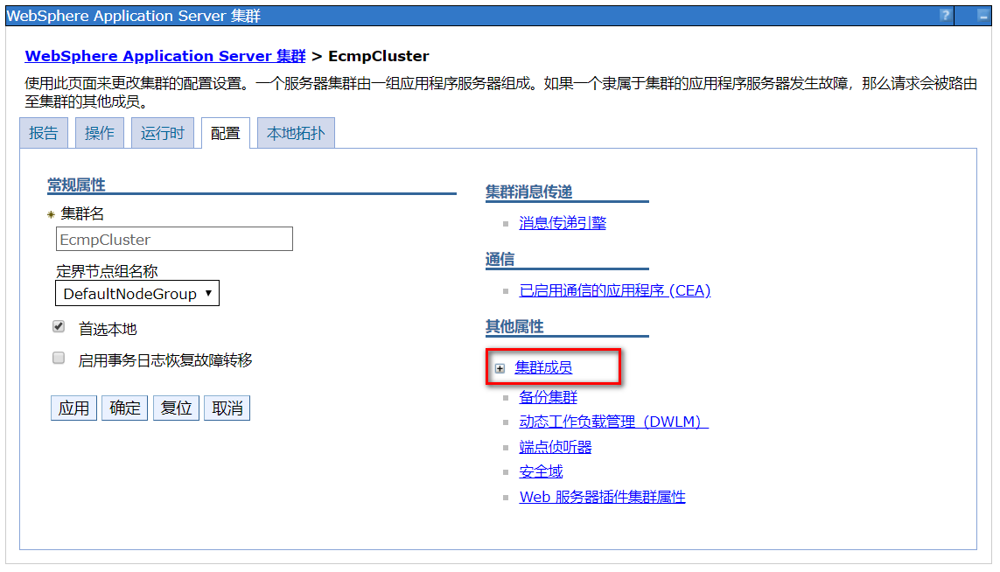 WebSphere Application Server 集群
?
WebSphere Application Server 集群 > EcmpCluster
使用此页面来更改集群的配置设置。一个服务器集群由一组应用程序服务器组成。如果一个隶属于集群的应用程序服务器发生故障，那么请求会被路由
至集群的其他成员。
报告 操作 运行时 配置 本地拓扑
常规属性
集群名
EcmpCluster
定界节点组名称
DefaultNodeGroup
首选本地
启用事务日志恢复故障转移
应用 确定 复位 取消
集群消息传递
消息传递引擎
通信
已启用通信的应用程序 (CEA)
其他属性
集群成员
备份集群
动态工作负载管理（DWLM）
端点侦听器
安全域
Web 服务器插件集群属性